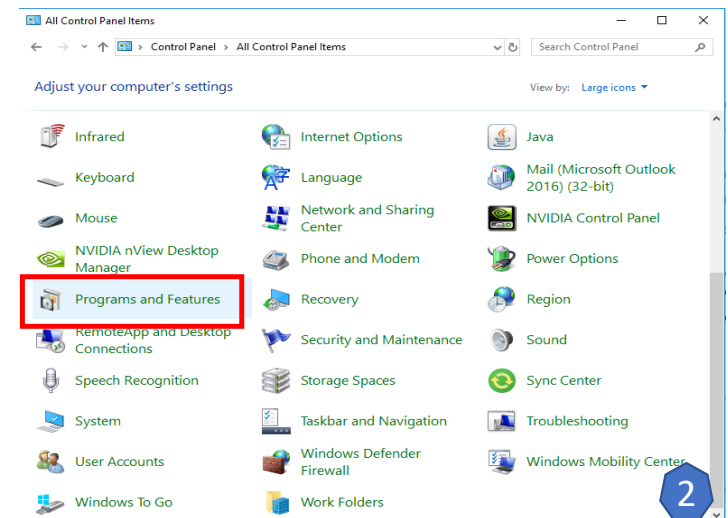 All Control Panel Items
Control Panel > All Control Panel Items
Search Control Panel
Adjust your computer's settings
View by: Large icons
Infrared
Internet Options
Java
Keyboard
Language
Mail (Microsoft Outlook
2016) (32-bit)
Mouse
Network and Sharing
Center
NVIDIA Control Panel
NVIDIA nView Desktop
Manager
Phone and Modem
Power Options
Programs and Features
Recovery
Region
RemoteApp and Desktop
Connections
Security and Maintenance
Sound
Speech Recognition
Storage Spaces
Sync Center
System
Taskbar and Navigation
Troubleshooting
User Accounts
Windows Defender
Firewall
Windows Mobility Center
Windows To Go
Work Folders
2